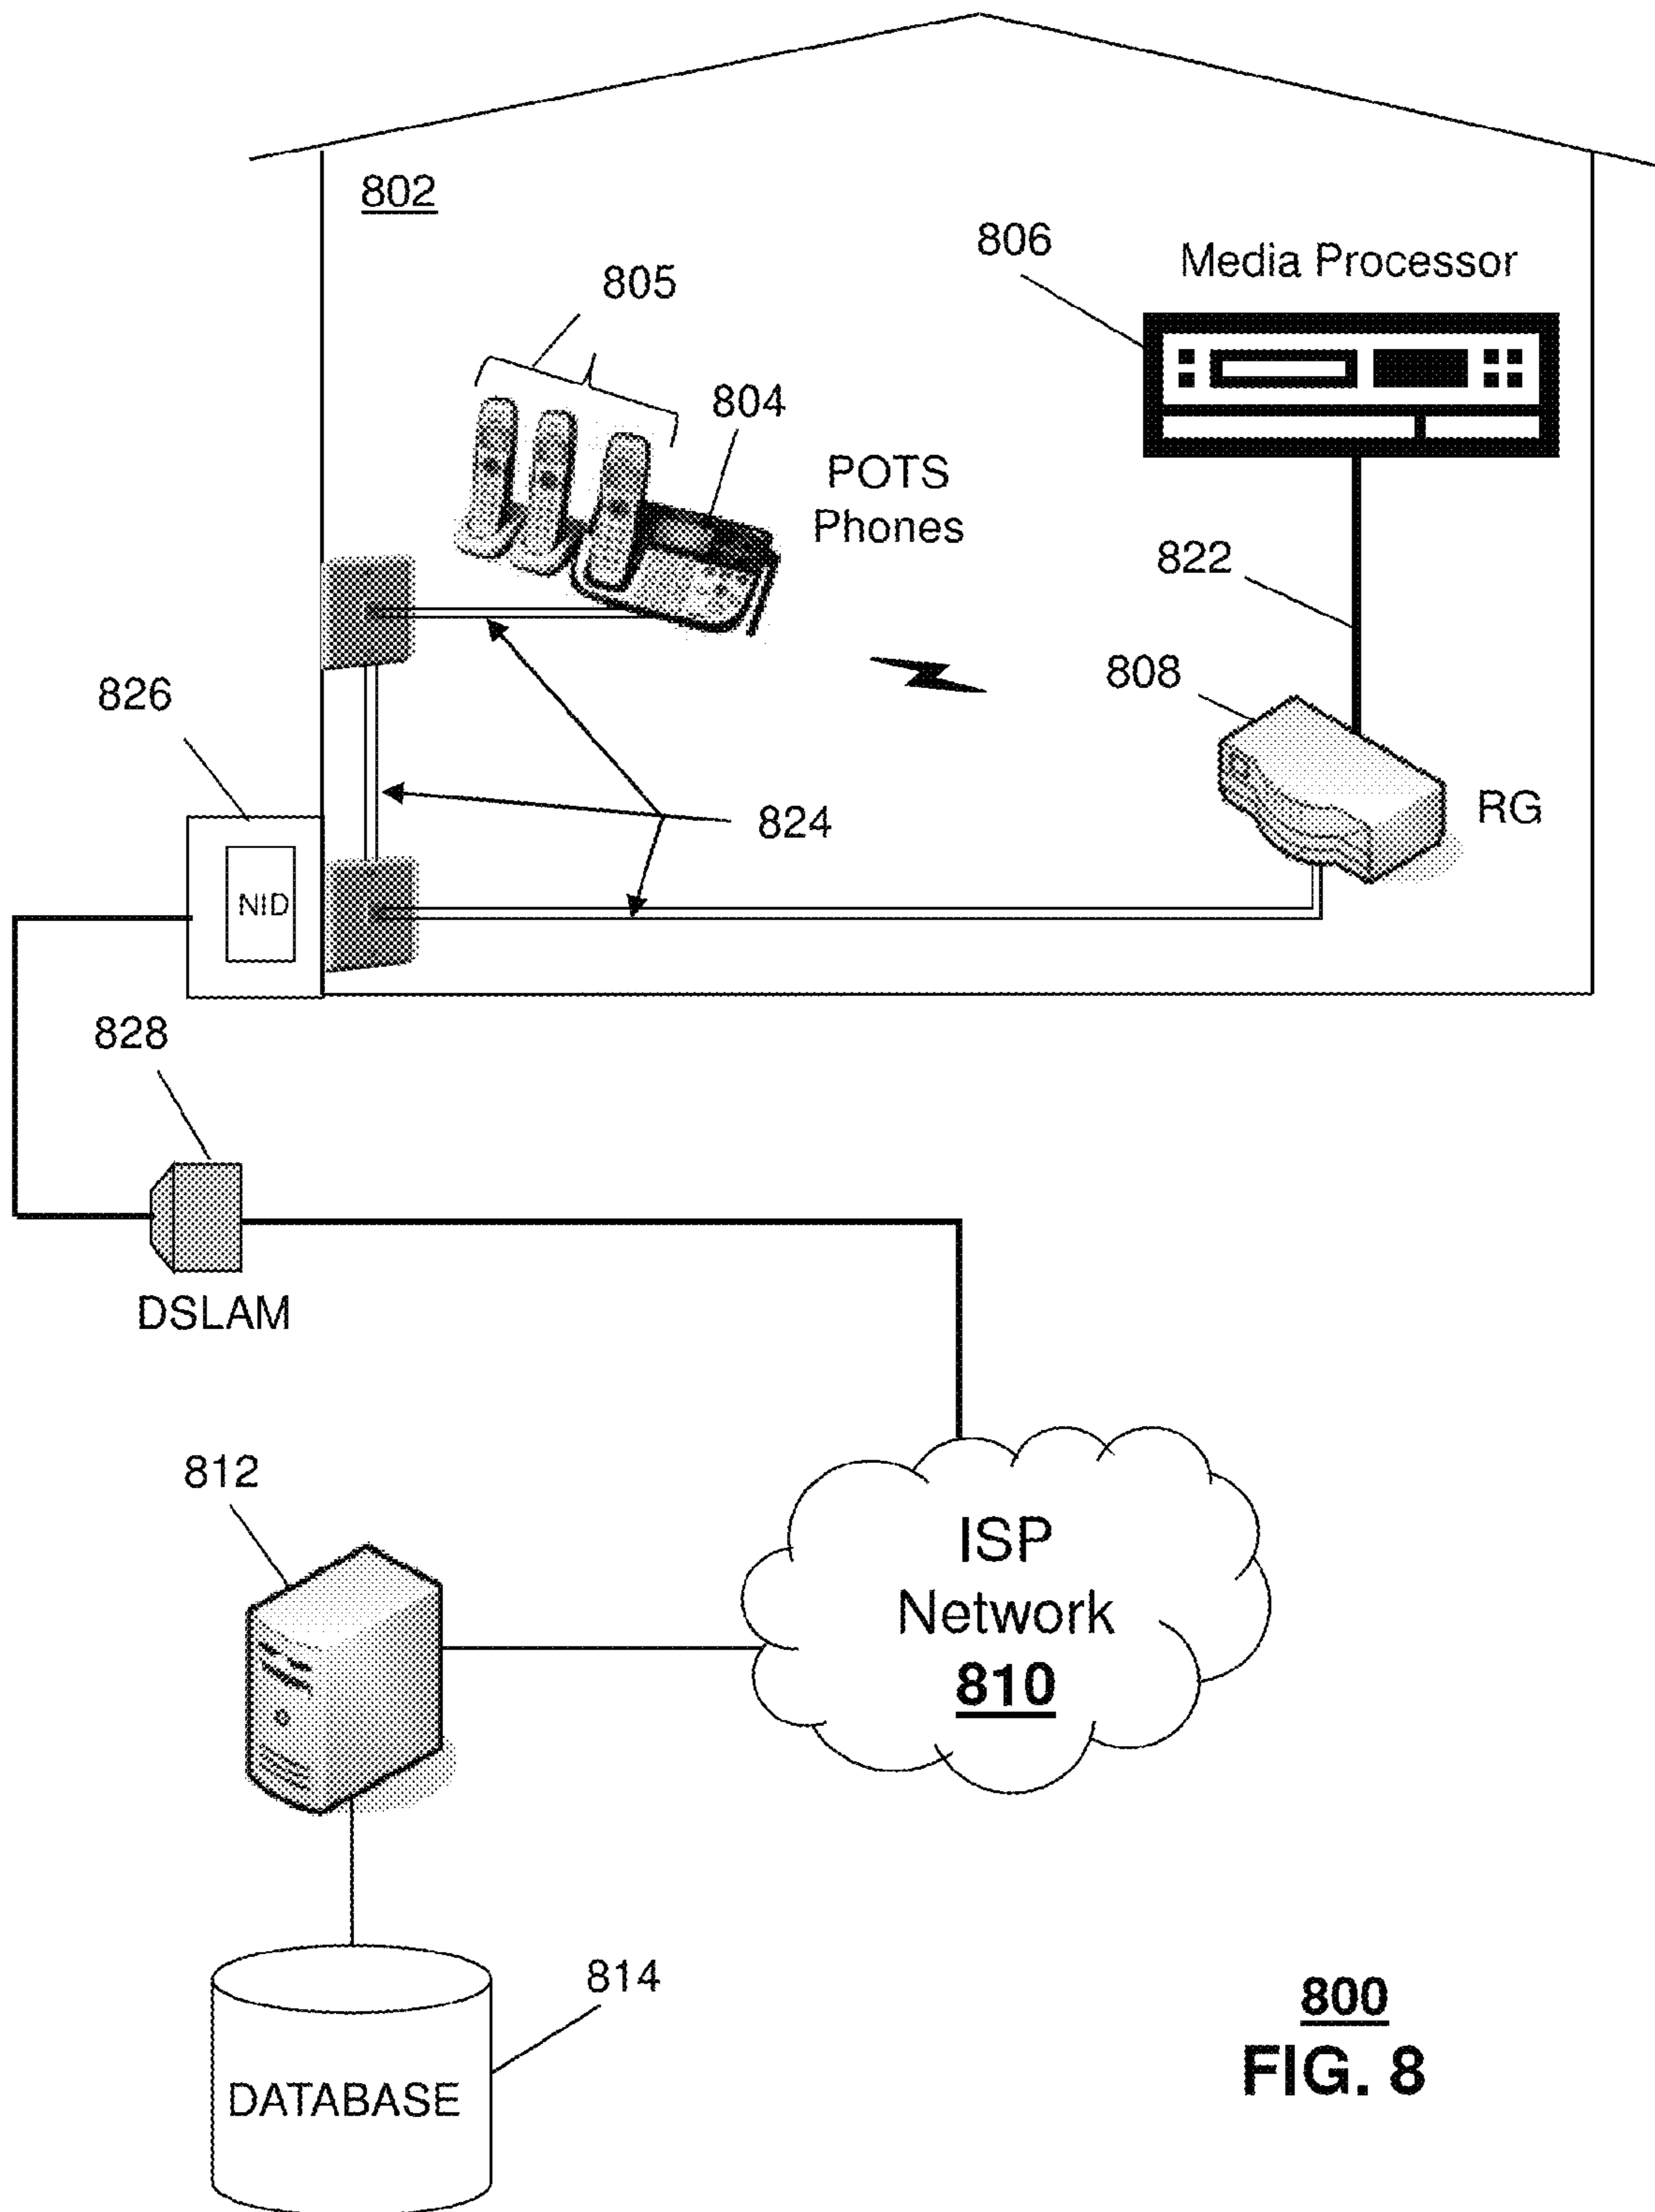 802
806
Media Processor
805
804
POTS
Phones
822
808
826
RG
824
NID
828
DSLAM
812
ISP
Network
810
814
DATABASE
800
FIG. 8